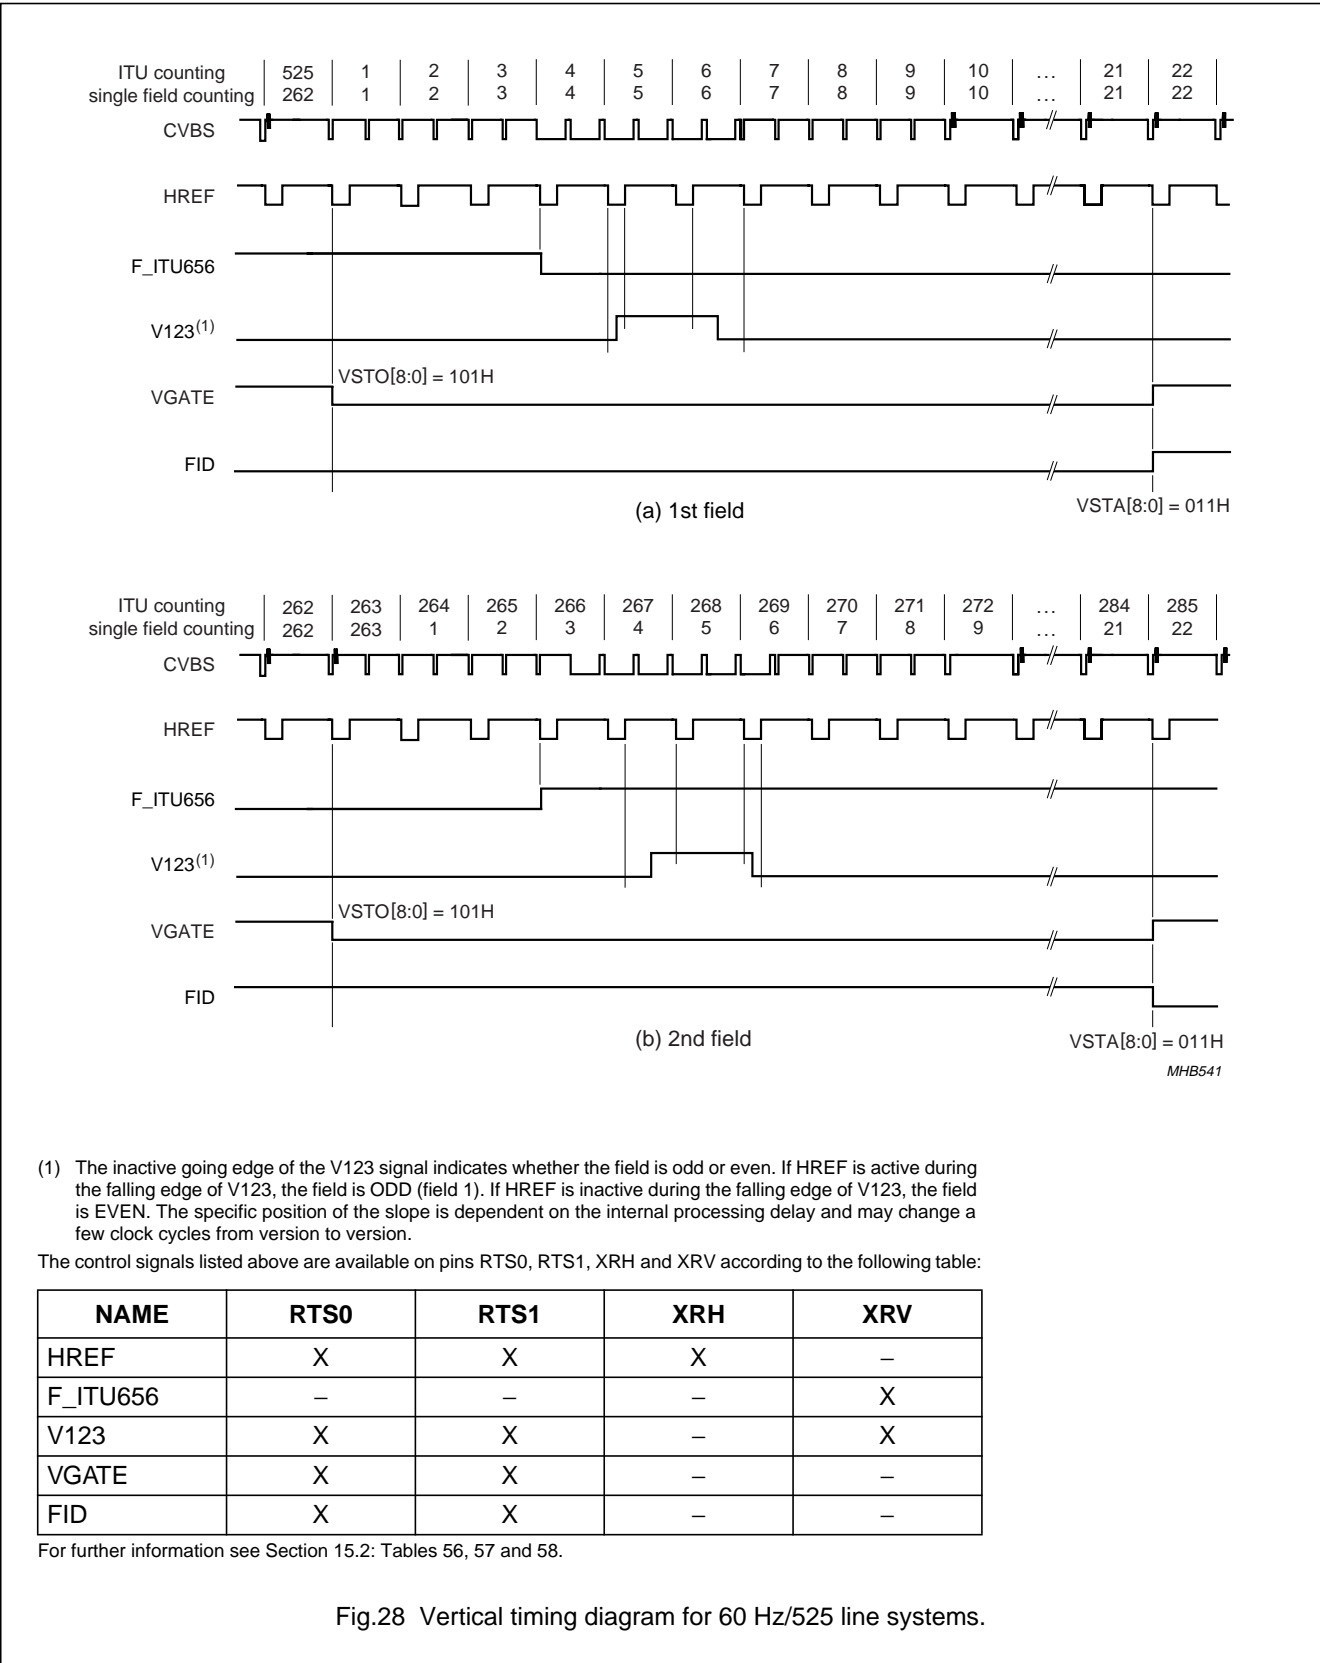 ITU counting 525 1 2 3 4 5 6 7 8 9 10 ... 21 22
single field counting 262 1 2 3 4 5 6 7 8 9 10 ... 21 22
CVBS
HREF
F_ITU656
V123(1)
VSTO[8:0] = 101H
VGATE
FID
VSTA[8:0] = 011H
(a) 1st field
ITU counting 262 263 264 265 266 267 268 269 270 271 272 ... 284 285
single field counting 262 263 1 2 3 4 5 6 7 8 9 ... 21 22
CVBS
HREF
F_ITU656
V123(1)
VSTO[8:0] = 101H
VGATE
FID
(b) 2nd field
VSTA[8:0] = 011H
MHB541
(1) The inactive going edge of the V123 signal indicates whether the field is odd or even. If HREF is active during
the falling edge of V123, the field is ODD (field 1). If HREF is inactive during the falling edge of V123, the field
is EVEN. The specific position of the slope is dependent on the internal processing delay and may change a
few clock cycles from version to version.
The control signals listed above are available on pins RTS0, RTS1, XRH and XRV according to the following table:
NAME RTS0 RTS1 XRH XRV
HREF X X X –
F_ITU656 – – – X
V123 X X – X
VGATE X X – –
FID X X – –
For further information see Section 15.2: Tables 56, 57 and 58.
Fig.28 Vertical timing diagram for 60 Hz/525 line systems.